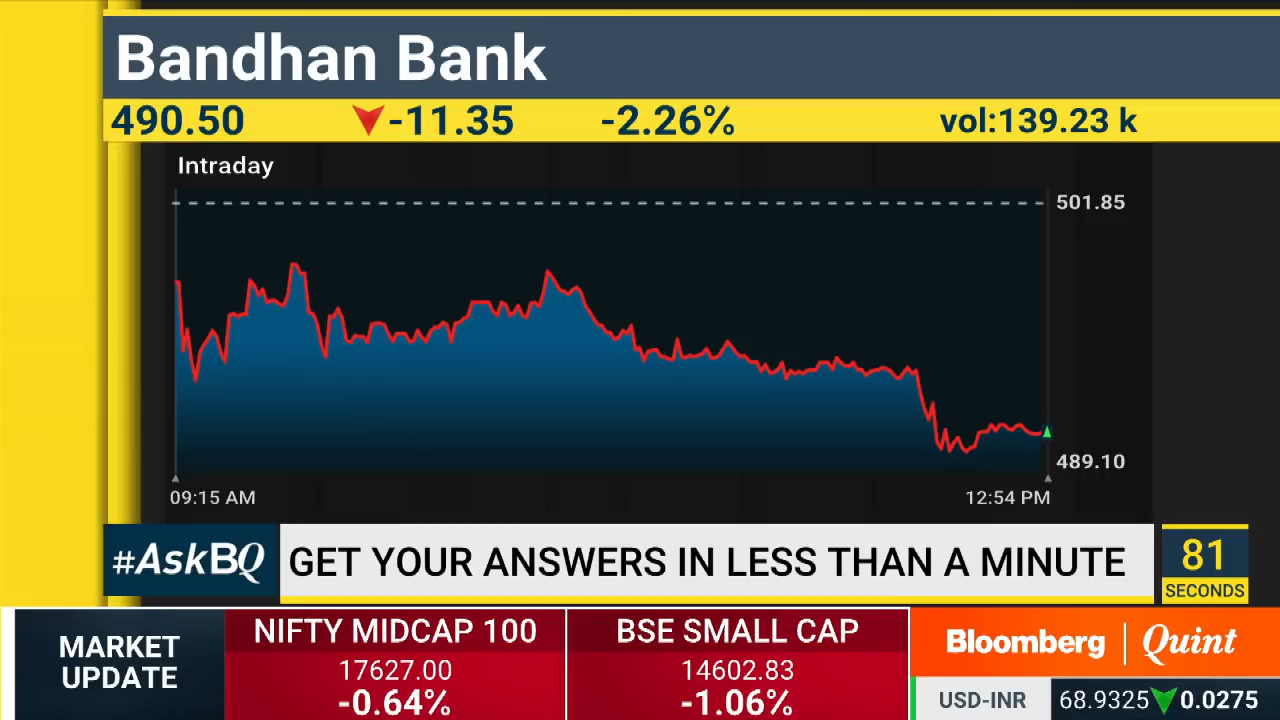 Bandhan Bank
490.50 -11.35 -2.26% vol:139.23 k
Intraday
501.85
489.10
09:15 AM 12:54 PM
#AskBQ GET YOUR ANSWERS IN LESS THAN A MINUTE 81
SECONDS
MARKET
UPDATE
NIFTY MIDCAP 100
17627.00
-0.64%
BSE SMALL CAP
14602.83
-1.06%
Bloomberg | Quint
USD-INR 68.9325 0.0275